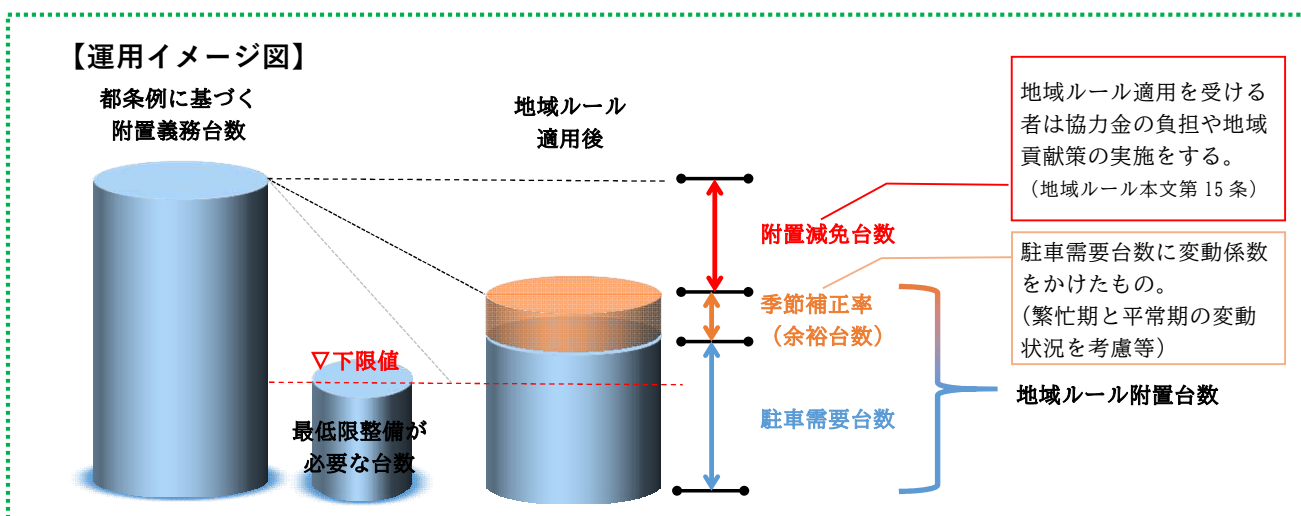 【運用イメージ図】
都条例に基づく
附置義務台数
地域ルール
適用後
▽下限値
最低限整備が
必要な台数
附置減免台数
季節補正率
（余裕台数）
駐車需要台数
地域ルール適用を受ける
者は協力金の負担や地域
貢献策の実施をする。
（地域ルール本文第 15 条）
駐車需要台数に変動係数
をかけたもの。
(繁忙期と平常期の変動
状況を考慮等）
地域ルール附置台数